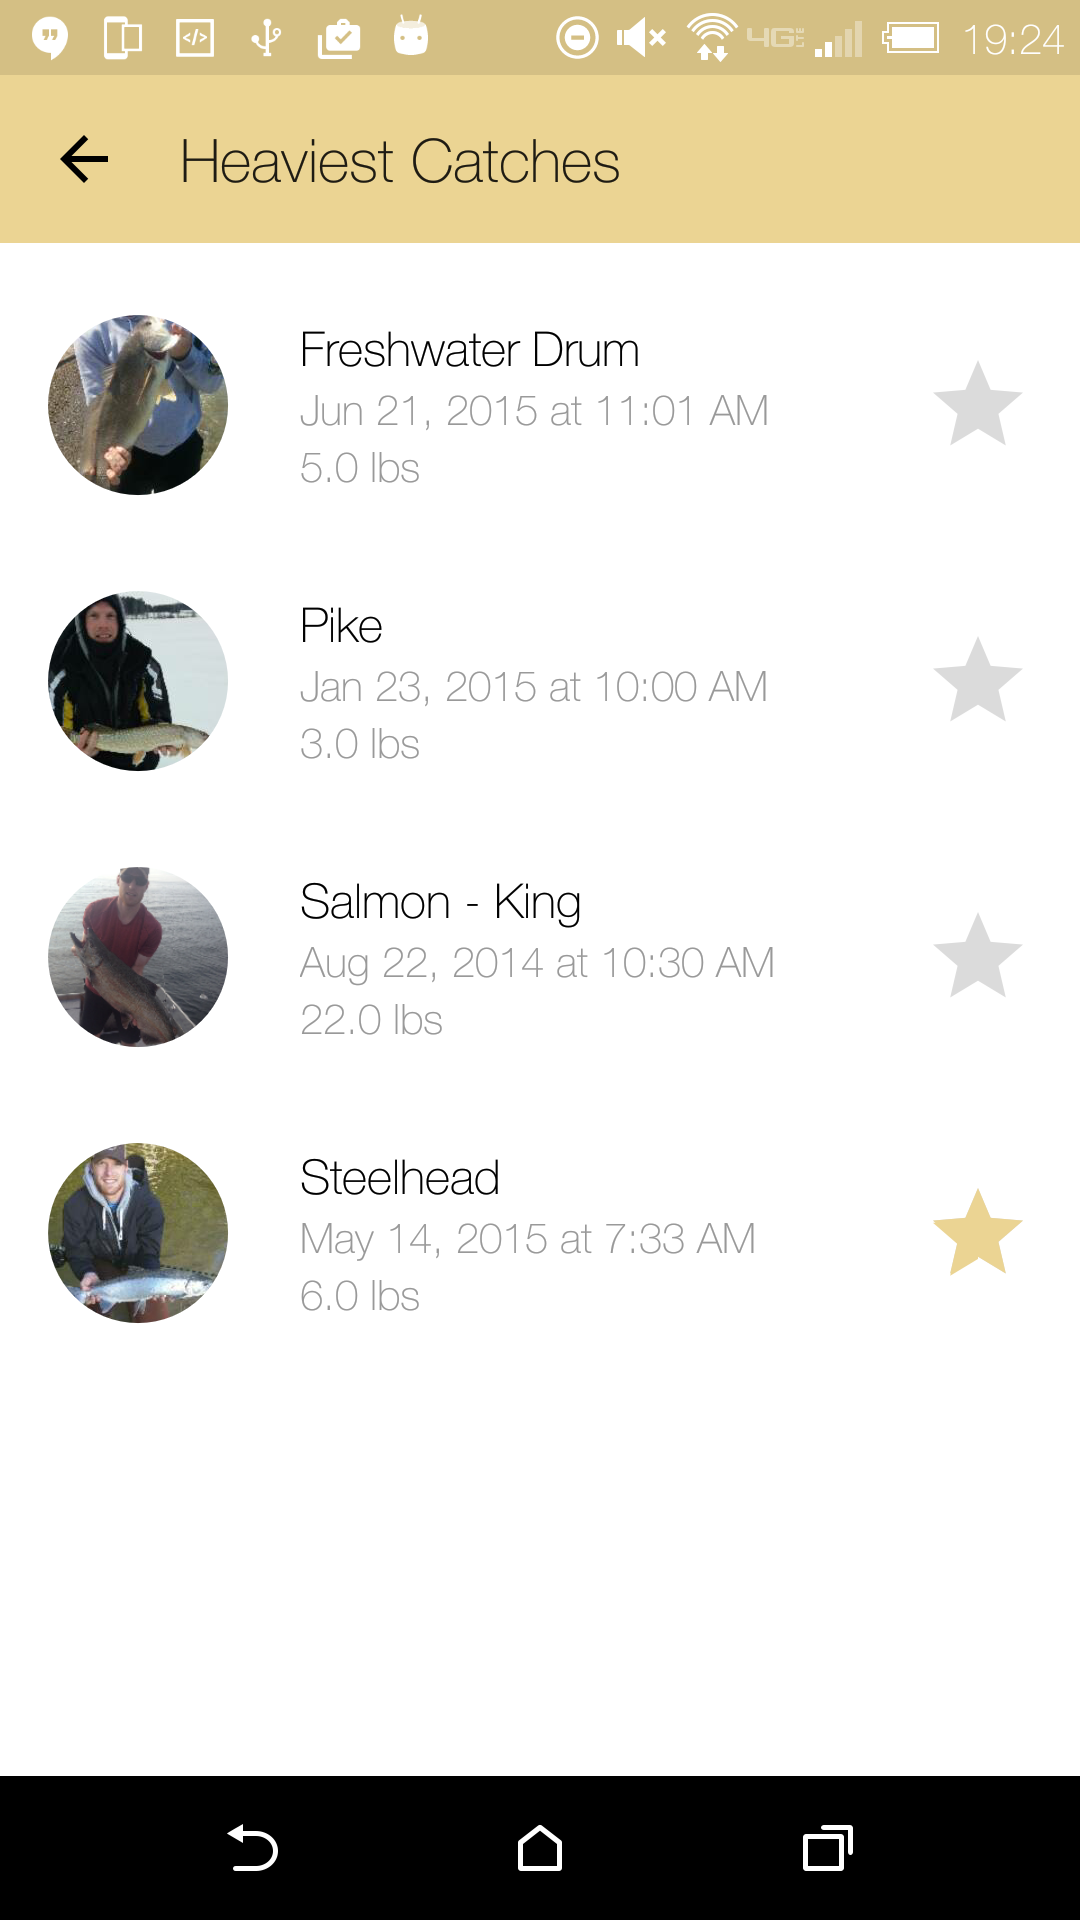 4G LTE 19:24
Heaviest Catches
Freshwater Drum
Jun 21, 2015 at 11:01 AM
5.0 lbs
Pike
Jan 23, 2015 at 10:00 AM
3.0 lbs
Salmon - King
Aug 22, 2014 at 10:30 AM
22.0 lbs
Steelhead
May 14, 2015 at 7:33 AM
6.0 lbs